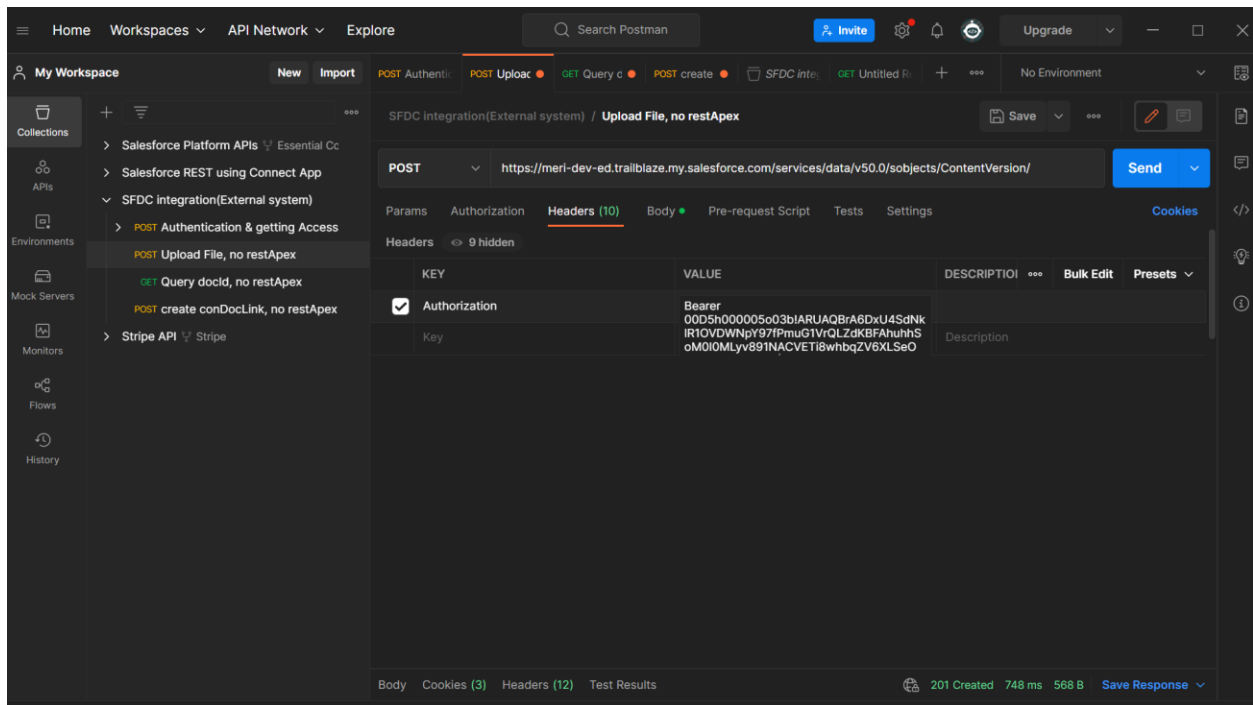 Home Workspaces API Network Explore Search Postman Invite Upgrade
My Workspace New Import POST Authentic POST Uploac GET Query d POST create SFDC integ GET Untitled R No Environment
Collections
APIs
Environments
Mock Servers
Monitors
Flows
History
Salesforce Platform APIs Essential Co
Salesforce REST using Connect App
SFDC integration(External system)
POST Authentication & getting Access
POST Upload File, no restApex
GET Query docId, no restApex
POST create conDocLink, no restApex
Stripe API Stripe
SFDC integration(External system) / Upload File, no restApex Save
POST https://meri-dev-ed.trailblaze.my.salesforce.com/services/data/v50.0/sobjects/ContentVersion/ Send
Params Authorization Headers (10) Body Pre-request Script Tests Settings Cookies
Headers 9 hidden
KEY VALUE DESCRIPTIOI Bulk Edit Presets
Authorization Bearer
00D5h000005o03b!ARUAQBrA6DxU4SdNk
IR1OVDWNpY97fPmuG1VrQLZdKBFAhuhhS
oM0I0MLyv891NACVETi8whbqZV6XLSeO
Key Description
Body Cookies (3) Headers (12) Test Results 201 Created 748 ms 568 B Save Response